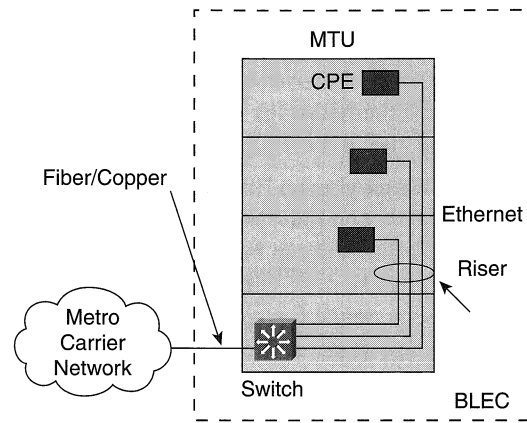 MTU
CPE
Fiber/Copper
Ethernet
Riser
Metro
Carrier
Network
Switch
BLEC